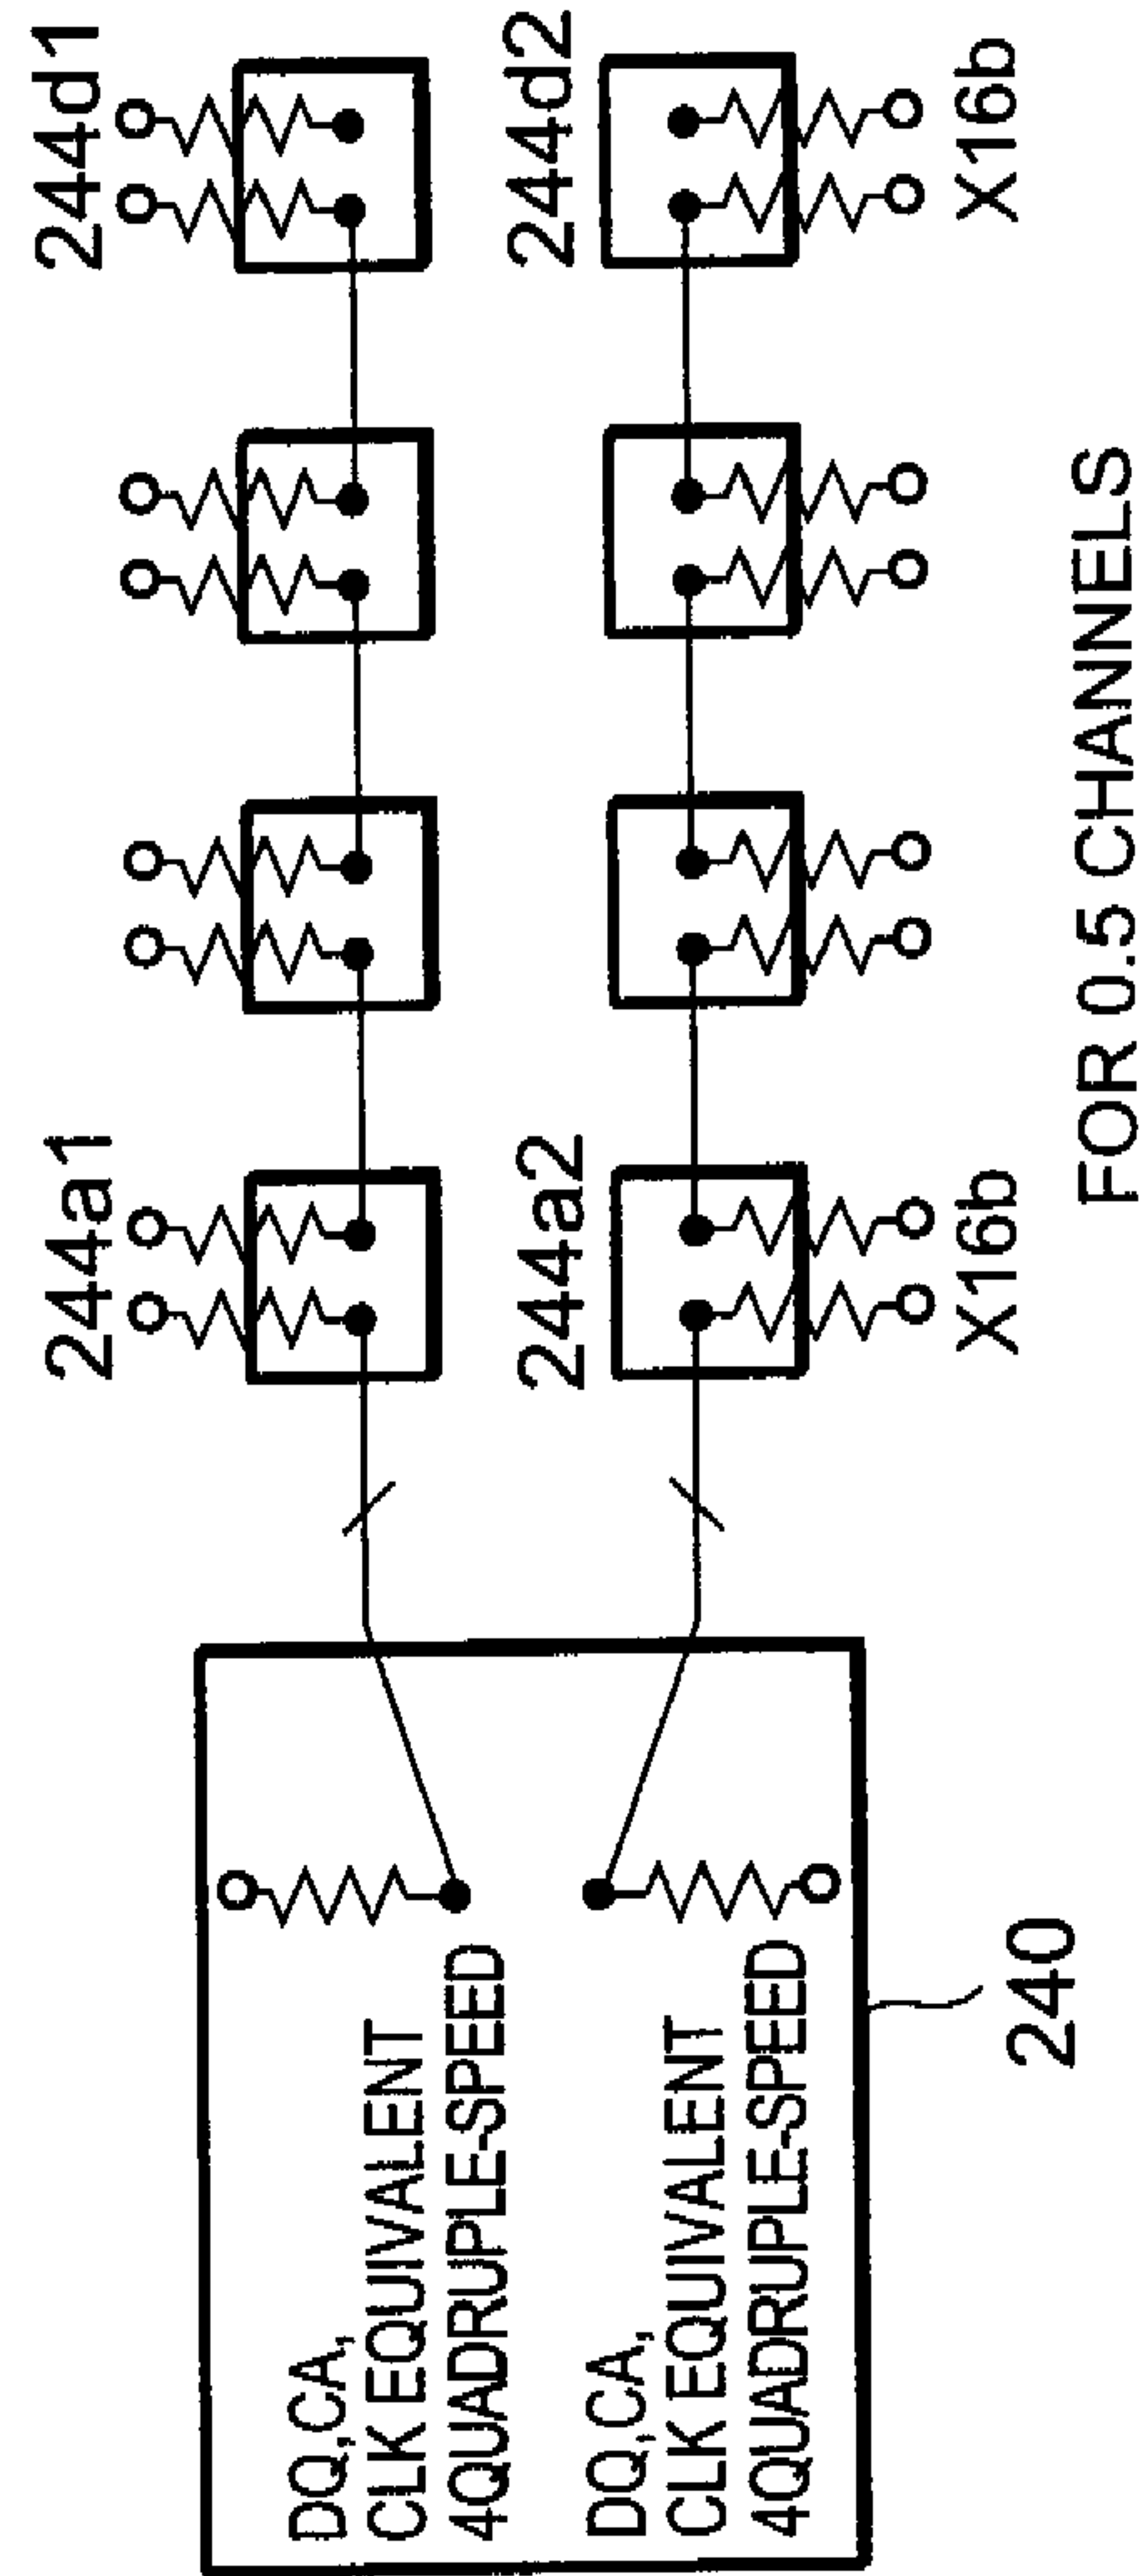 244a1
244d1
DQ,CA,
CLK EQUIVALENT
4QUADRUPLE-SPEED
244a2
244d2
DQ,CA,
CLK EQUIVALENT
4QUADRUPLE-SPEED
X16b
X16b
240
FOR 0.5 CHANNELS